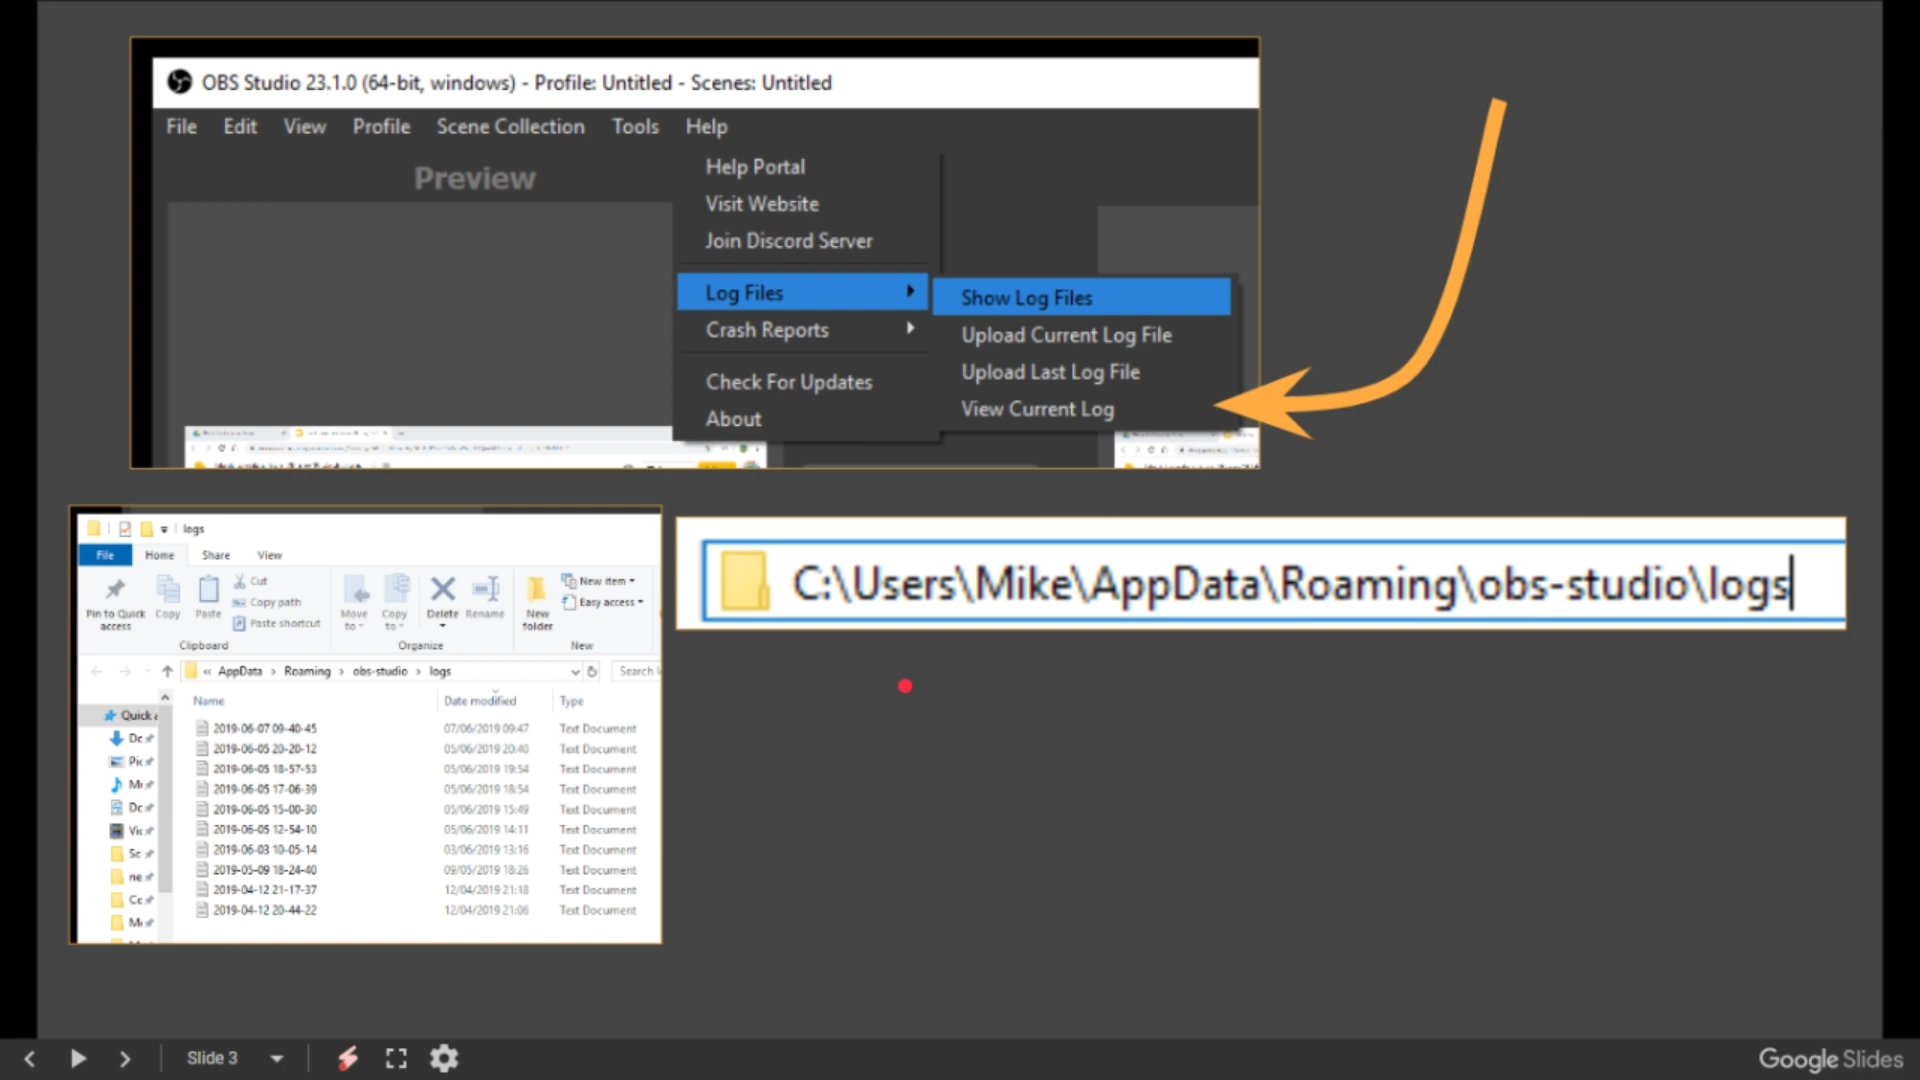 OBS Studio 23.1.0 (64-bit, windows) - Profile: Untitled - Scenes: Untitled
File Edit View Profile Scene Collection Tools Help
Preview
Help Portal
Visit Website
Join Discord Server
Log Files
Crash Reports
Check For Updates
About
Show Log Files
Upload Current Log File
Upload Last Log File
View Current Log
logs
File Home Share View
Pin to Quick access
Copy
Paste
Cut
Copy path
Paste shortcut
Clipboard
Move to
Copy to
Delete
Rename
Organize
New folder
New item
Easy access
New
« AppData > Roaming > obs-studio > logs
Search
Name Date modified Type
2019-06-07 09-40-45 07/06/2019 09:47 Text Document
2019-06-05 20-20-12 05/06/2019 20:40 Text Document
2019-06-05 18-57-53 05/06/2019 19:54 Text Document
2019-06-05 17-06-39 05/06/2019 18:54 Text Document
2019-06-05 15-00-30 05/06/2019 15:49 Text Document
2019-06-05 12-54-10 05/06/2019 14:11 Text Document
2019-06-03 10-05-14 03/06/2019 13:16 Text Document
2019-05-09 18-24-40 09/05/2019 18:26 Text Document
2019-04-12 21-17-37 12/04/2019 21:18 Text Document
2019-04-12 20-44-22 12/04/2019 21:06 Text Document
Quick a
Dc
Pic
Mu
Dc
Vic
Sc
ne
Cc
C:\Users\Mike\AppData\Roaming\obs-studio\logs
Slide 3
Google Slides